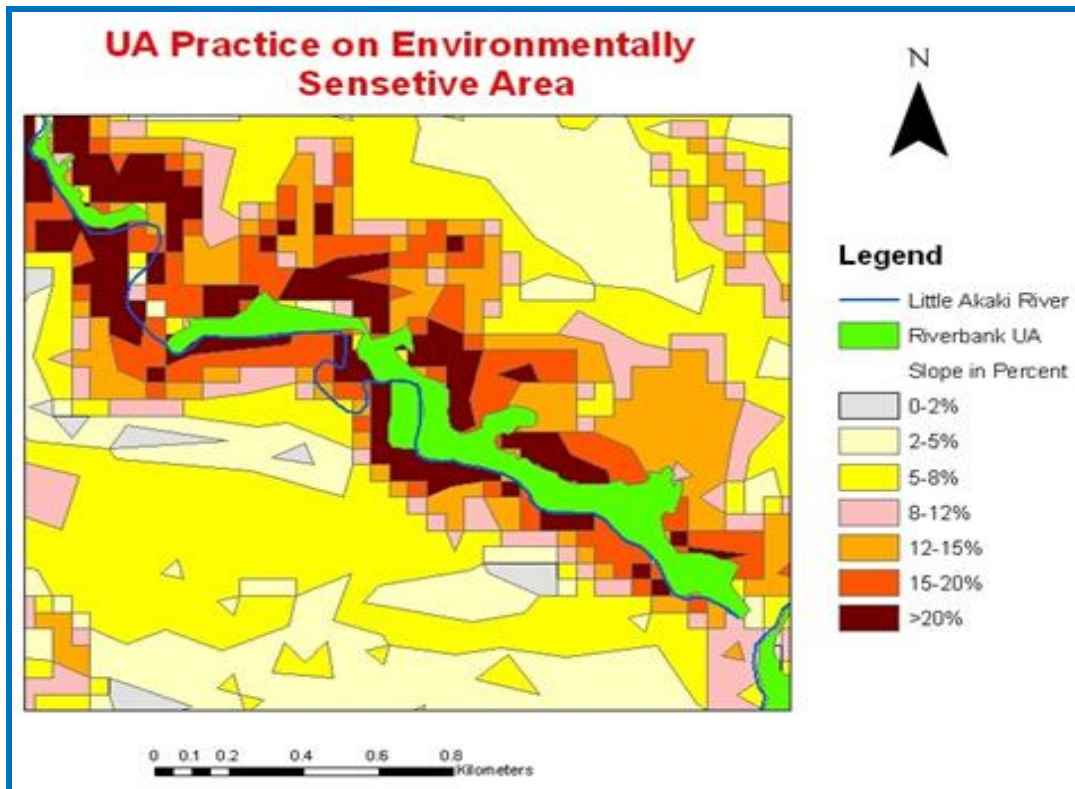 UA Practice on Environmentally
Sensetive Area
N
Legend
Little Akaki River
Riverbank UA
Slope in Percent
0-2%
2-5%
5-8%
8-12%
12-15%
15-20%
>20%
0 0.1 0.2 0.4 0.6 0.8
Kilometers